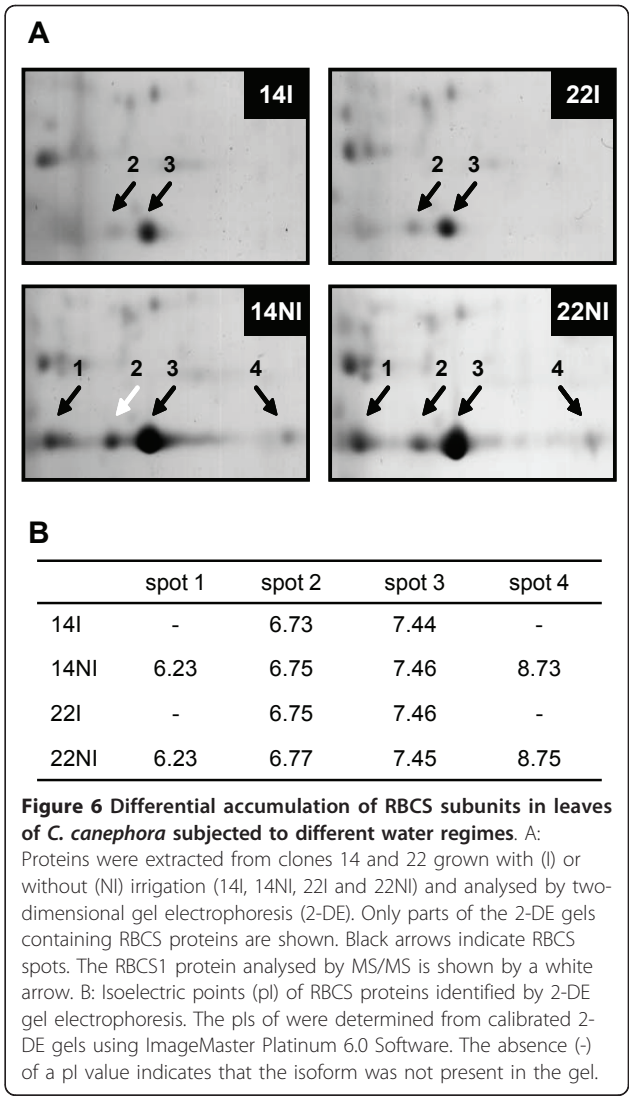 A
14I
22I
2 3
2 3
14NI
22NI
1 2 3 4
1 2 3 4
B
spot 1 spot 2 spot 3 spot 4
14I - 6.73 7.44 -
14NI 6.23 6.75 7.46 8.73
22I - 6.75 7.46 -
22NI 6.23 6.77 7.45 8.75
Figure 6 Differential accumulation of RBCS subunits in leaves
of C. canephora subjected to different water regimes. A:
Proteins were extracted from clones 14 and 22 grown with (I) or
without (NI) irrigation (14I, 14NI, 22I and 22NI) and analysed by two-
dimensional gel electrophoresis (2-DE). Only parts of the 2-DE gels
containing RBCS proteins are shown. Black arrows indicate RBCS
spots. The RBCS1 protein analysed by MS/MS is shown by a white
arrow. B: Isoelectric points (pI) of RBCS proteins identified by 2-DE
gel electrophoresis. The pIs of were determined from calibrated 2-
DE gels using ImageMaster Platinum 6.0 Software. The absence (-)
of a pI value indicates that the isoform was not present in the gel.